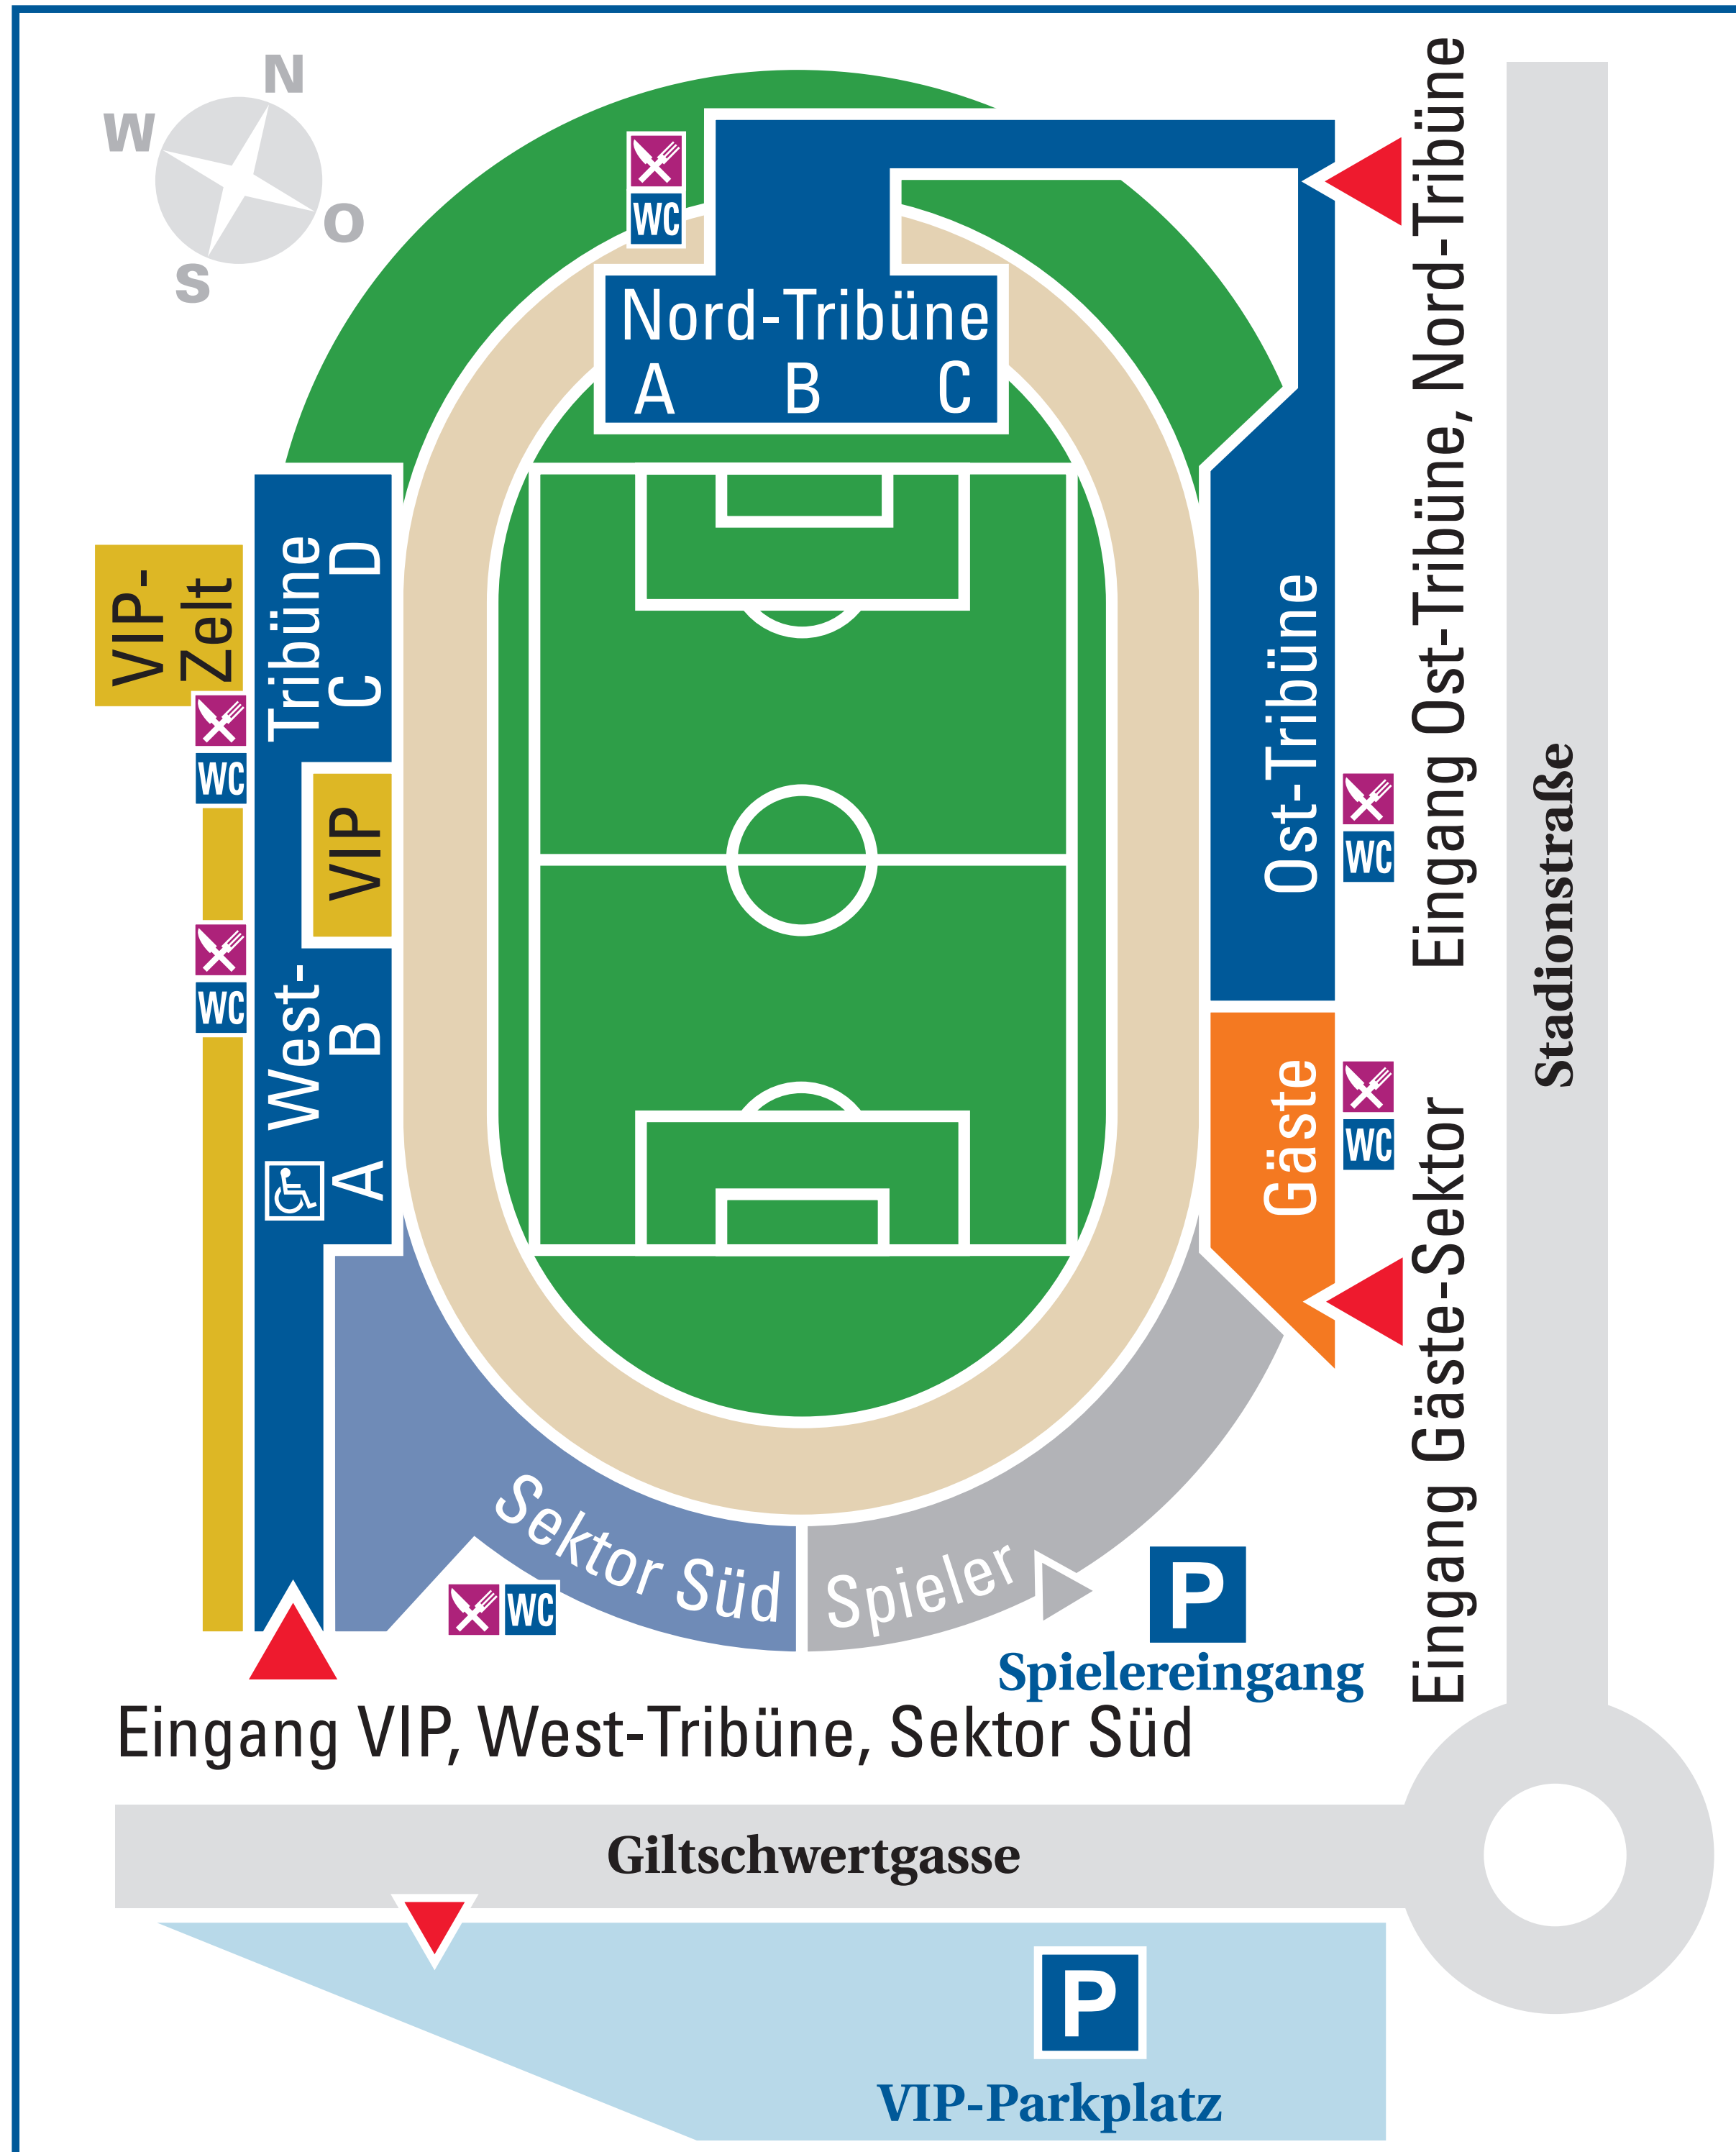 N
W
O
S
WC
Nord-Tribüne
A B C
VIP-
Zelt
WC
WC
West- Tribüne
A B C D
VIP
Ost-Tribüne
WC
Gäste
WC
Eingang Ost-Tribüne, Nord-Tribüne
Eingang Gäste-Sektor
Stadionstraße
Sektor Süd
WC
Spieler
P
Spielereingang
Eingang VIP, West-Tribüne, Sektor Süd
Giltschwertgasse
P
VIP-Parkplatz